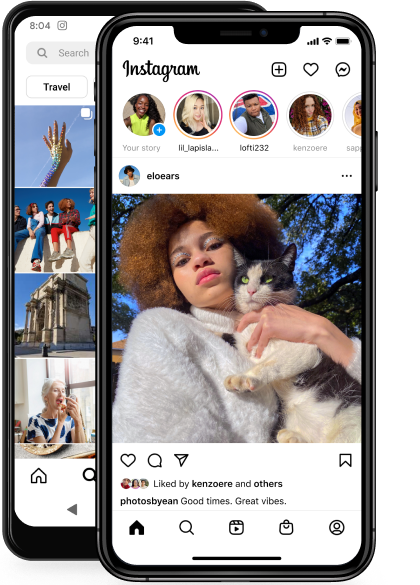 8:04
Search
Travel
9:41
Instagram
Your story
lil_lapisla...
lofti232
kenzoere
sapp
eloears
Liked by kenzoere and others
photosbyean Good times. Great vibes.